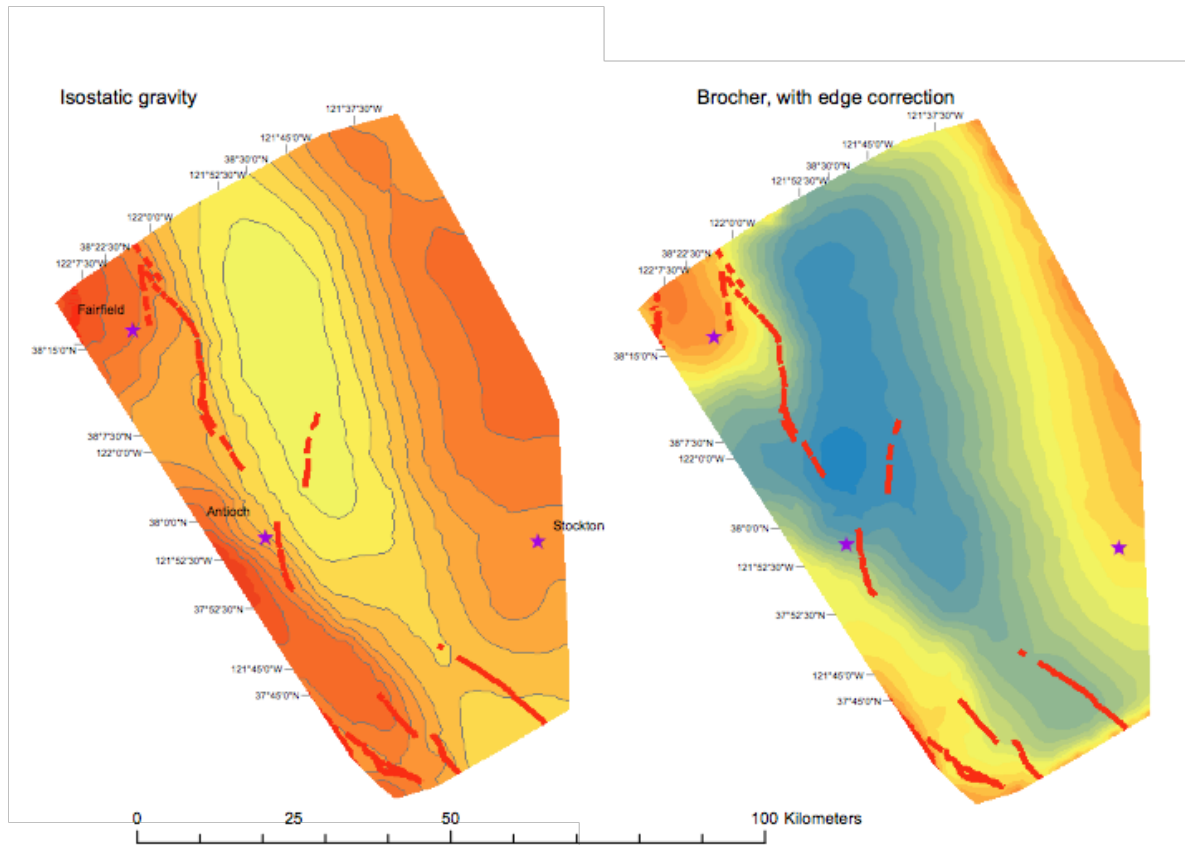 Isostatic gravity
121°37'30"W
121°45'0"W
38°30'0"N
121°52'30"W
122°0'0"W
38°22'30"N
122°7'30"W
Fairfield
38°15'0"N
38°7'30"N
122°0'0"W
Antioch
38°0'0"N
Stockton
121°52'30"W
37°52'30"N
121°45'0"W
37°45'0"N
Brocher, with edge correction
121°37'30"W
121°45'0"W
38°30'0"N
121°52'30"W
122°0'0"W
38°22'30"N
122°7'30"W
38°15'0"N
38°7'30"N
122°0'0"W
38°0'0"N
121°52'30"W
37°52'30"N
121°45'0"W
37°45'0"N
0 25 50 100 Kilometers